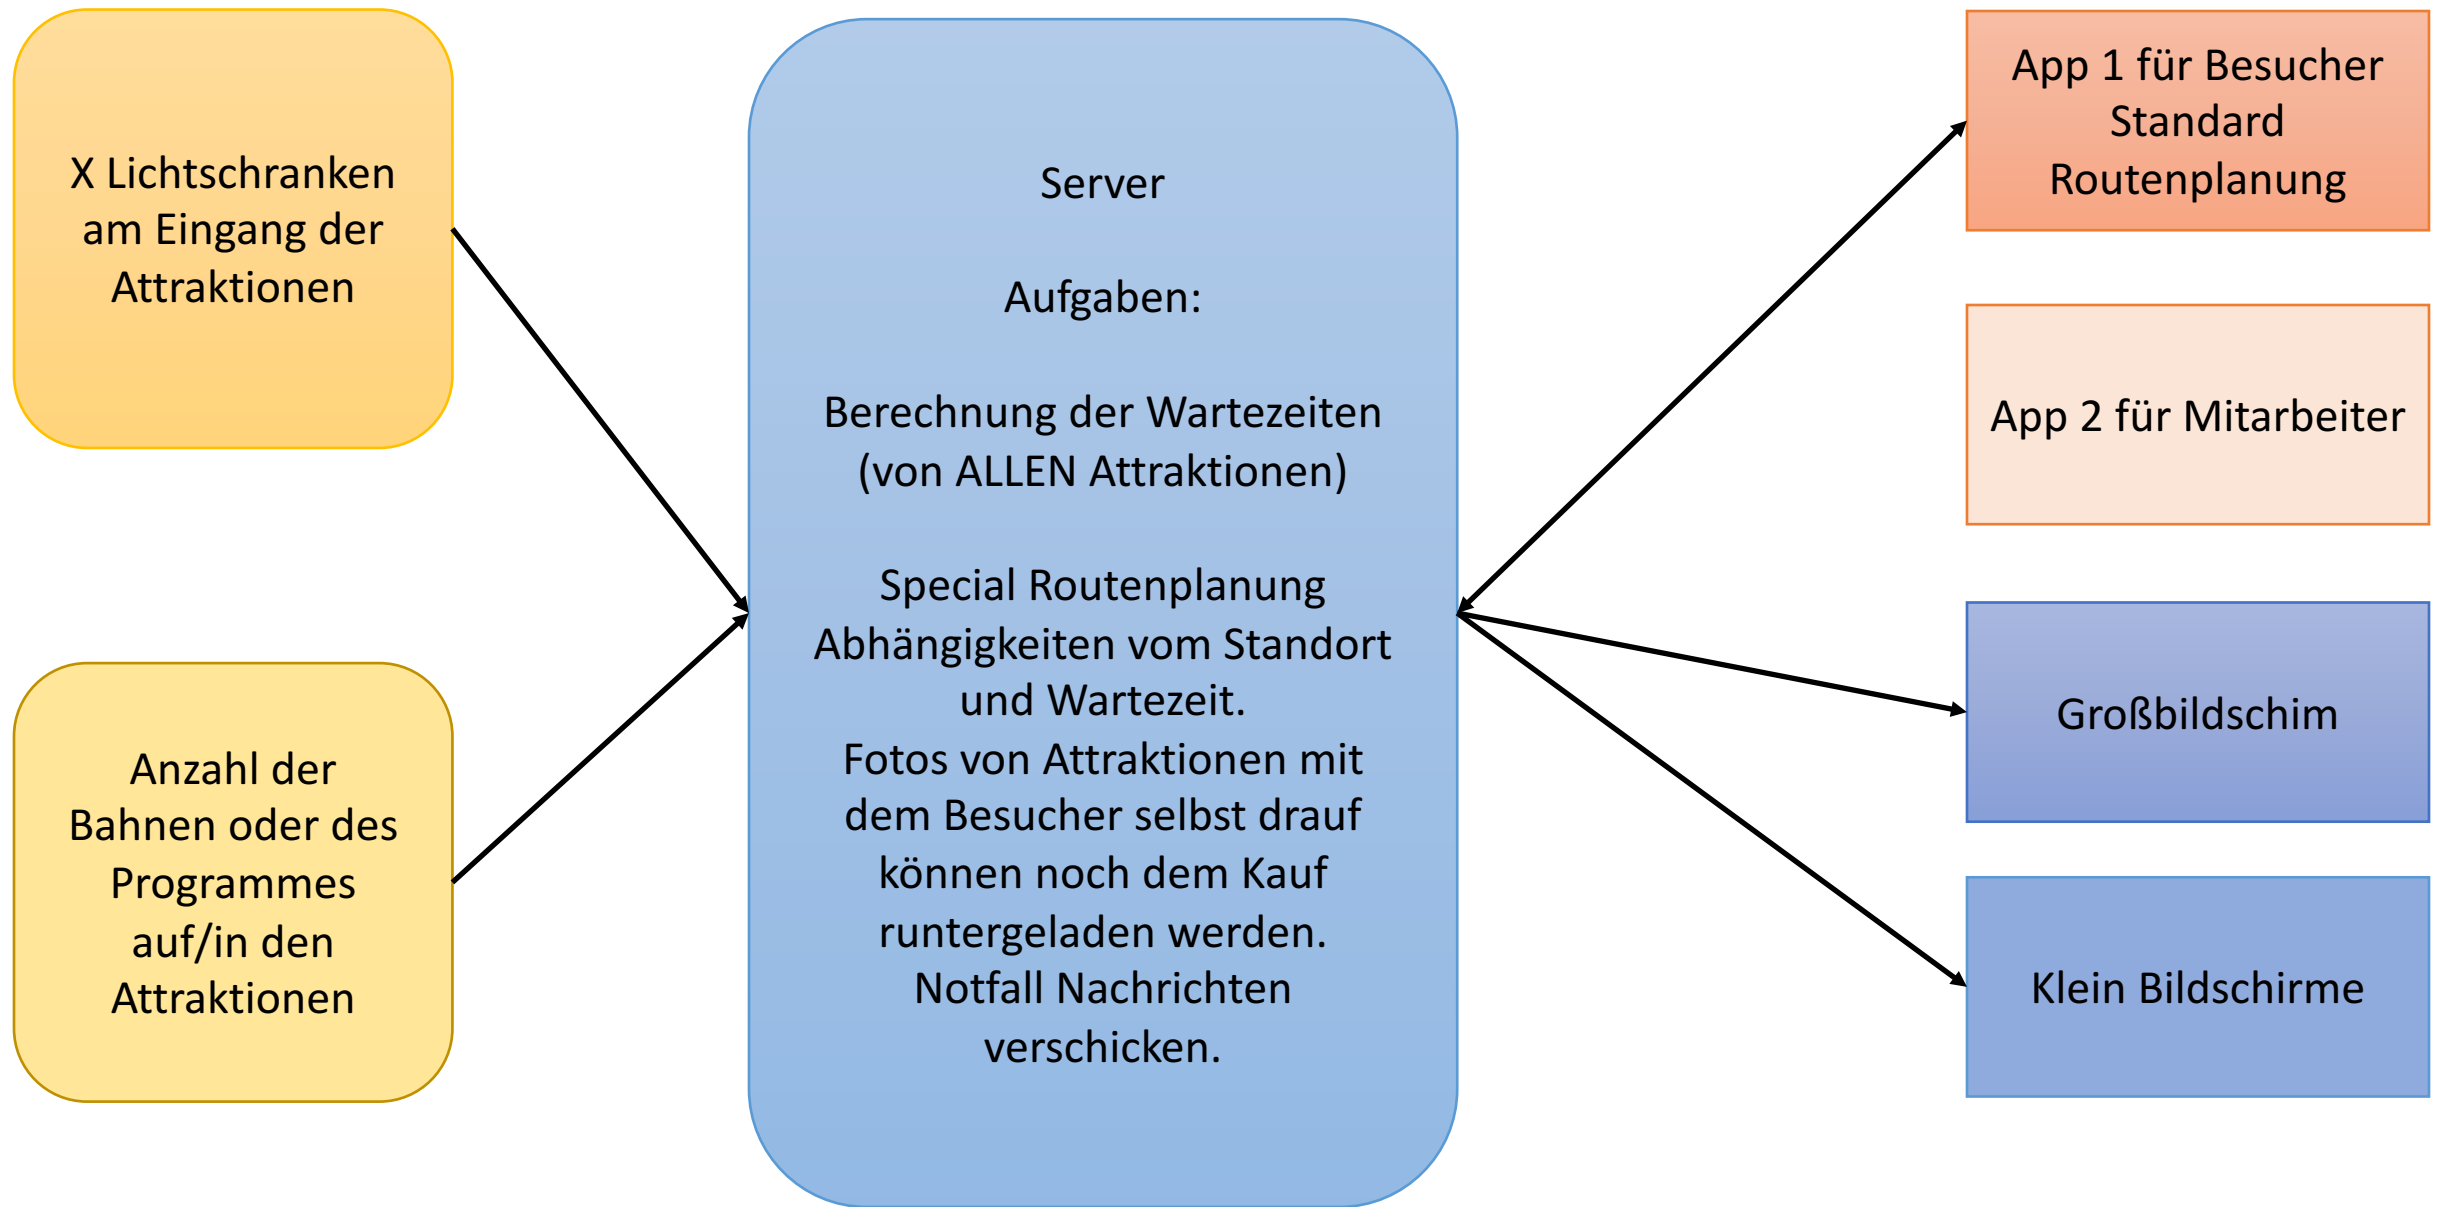 X Lichtschranken
am Eingang der
Attraktionen
Anzahl der
Bahnen oder des
Programmes
auf/in den
Attraktionen
Server
Aufgaben:
Berechnung der Wartezeiten
(von ALLEN Attraktionen)
Special Routenplanung
Abhängigkeiten vom Standort
und Wartezeit.
Fotos von Attraktionen mit
dem Besucher selbst drauf
können noch dem Kauf
runtergeladen werden.
Notfall Nachrichten
verschicken.
App 1 für Besucher
Standard
Routenplanung
App 2 für Mitarbeiter
Großbildschim
Klein Bildschirme